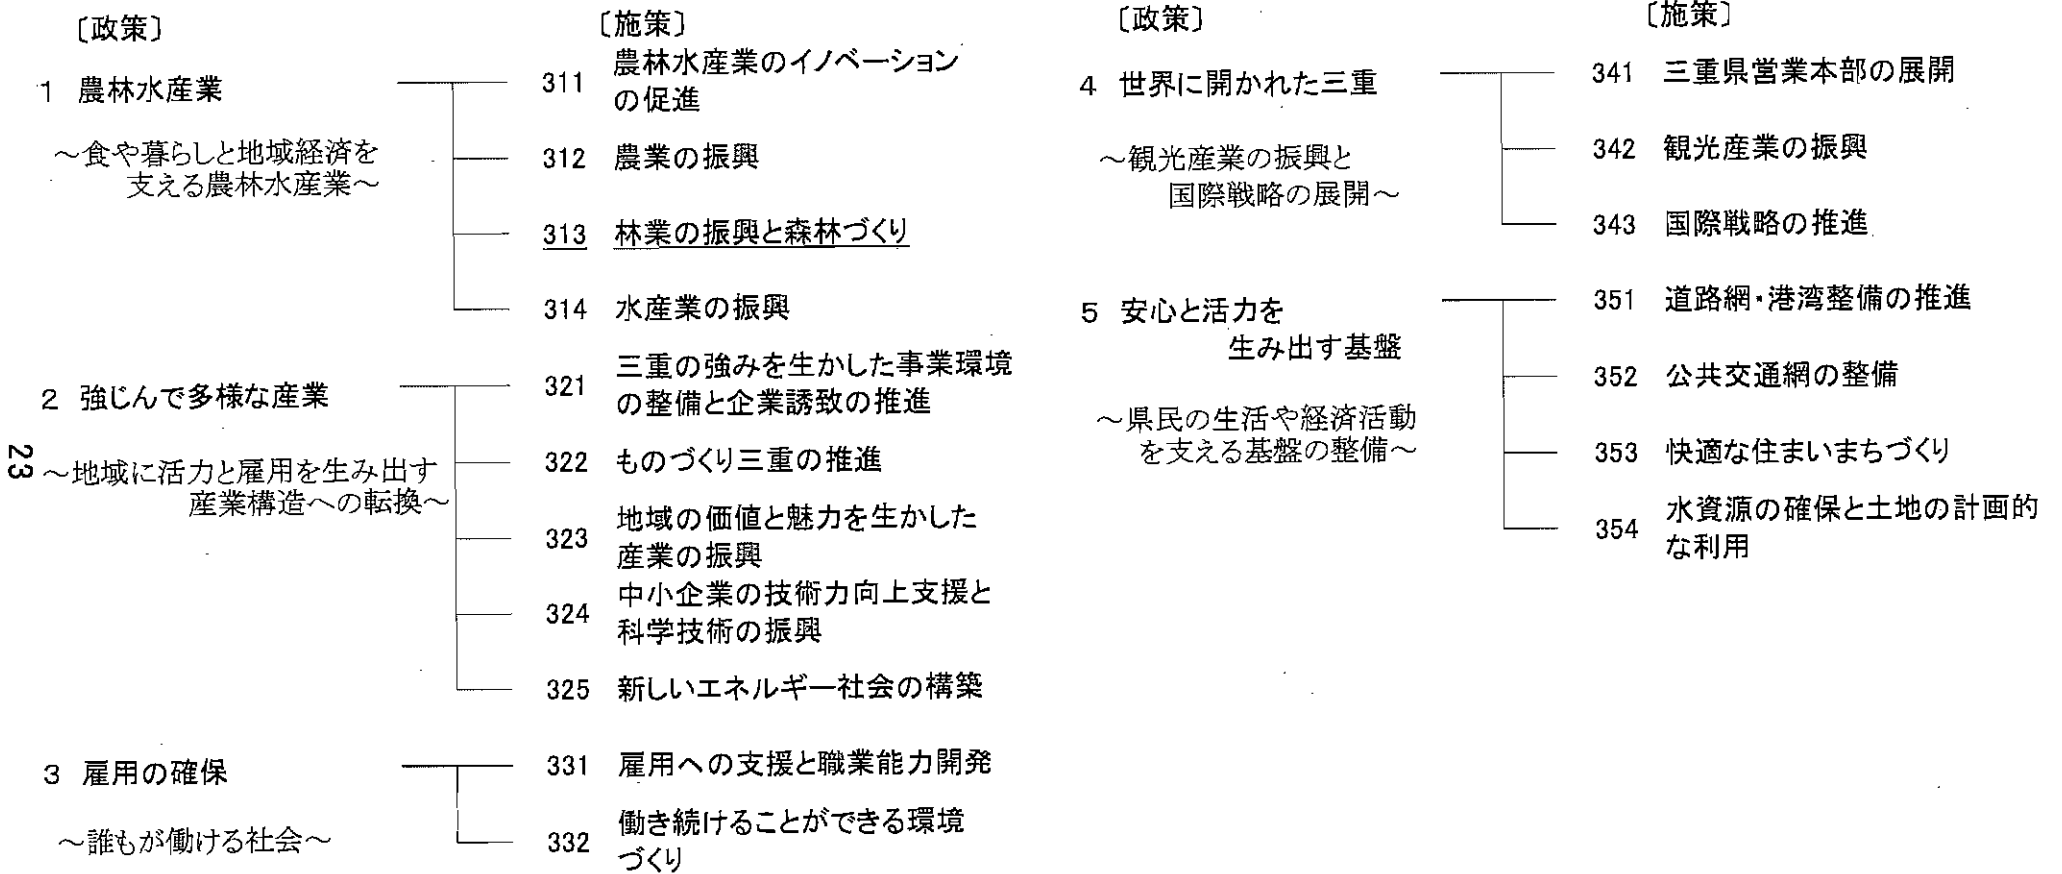 〔政策〕
〔施策〕
1 農林水産業
311 農林水産業のイノベーション
の促進
～食や暮らしと地域経済を
支える農林水産業～
312 農業の振興
313 林業の振興と森林づくり
314 水産業の振興
2 強じんで多様な産業
321 三重の強みを生かした事業環境
の整備と企業誘致の推進
～地域に活力と雇用を生み出す
産業構造への転換～
322 ものづくり三重の推進
323 地域の価値と魅力を生かした
産業の振興
324 中小企業の技術力向上支援と
科学技術の振興
325 新しいエネルギー社会の構築
3 雇用の確保
331 雇用への支援と職業能力開発
～誰もが働ける社会～
332 働き続けることができる環境
づくり
〔政策〕
〔施策〕
4 世界に開かれた三重
341 三重県営業本部の展開
～観光産業の振興と
国際戦略の展開～
342 観光産業の振興
343 国際戦略の推進
5 安心と活力を
生み出す基盤
351 道路網・港湾整備の推進
352 公共交通網の整備
～県民の生活や経済活動
を支える基盤の整備～
353 快適な住まいまちづくり
354 水資源の確保と土地の計画的
な利用
23